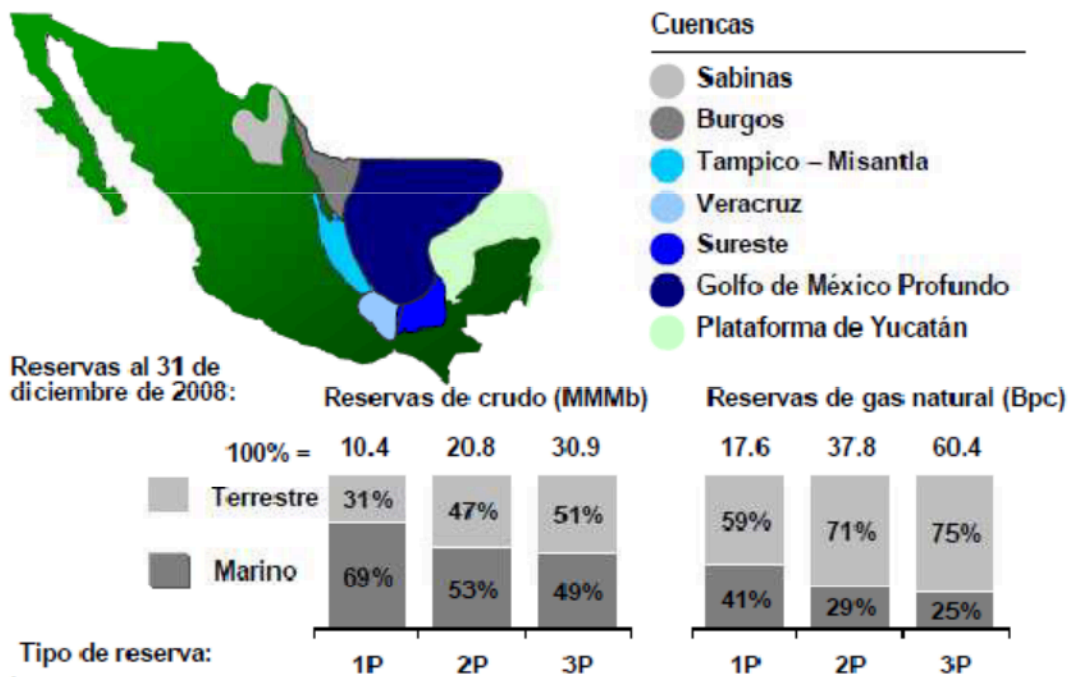 Cuencas
Sabinas
Burgos
Tampico – Misantla
Veracruz
Sureste
Golfo de México Profundo
Plataforma de Yucatán
Reservas al 31 de
diciembre de 2008:
Reservas de crudo (MMMb)
Reservas de gas natural (Bpc)
100% = 10.4 20.8 30.9 17.6 37.8 60.4
Terrestre 31% 47% 51% 59% 71% 75%
Marino 69% 53% 49% 41% 29% 25%
Tipo de reserva: 1P 2P 3P 1P 2P 3P